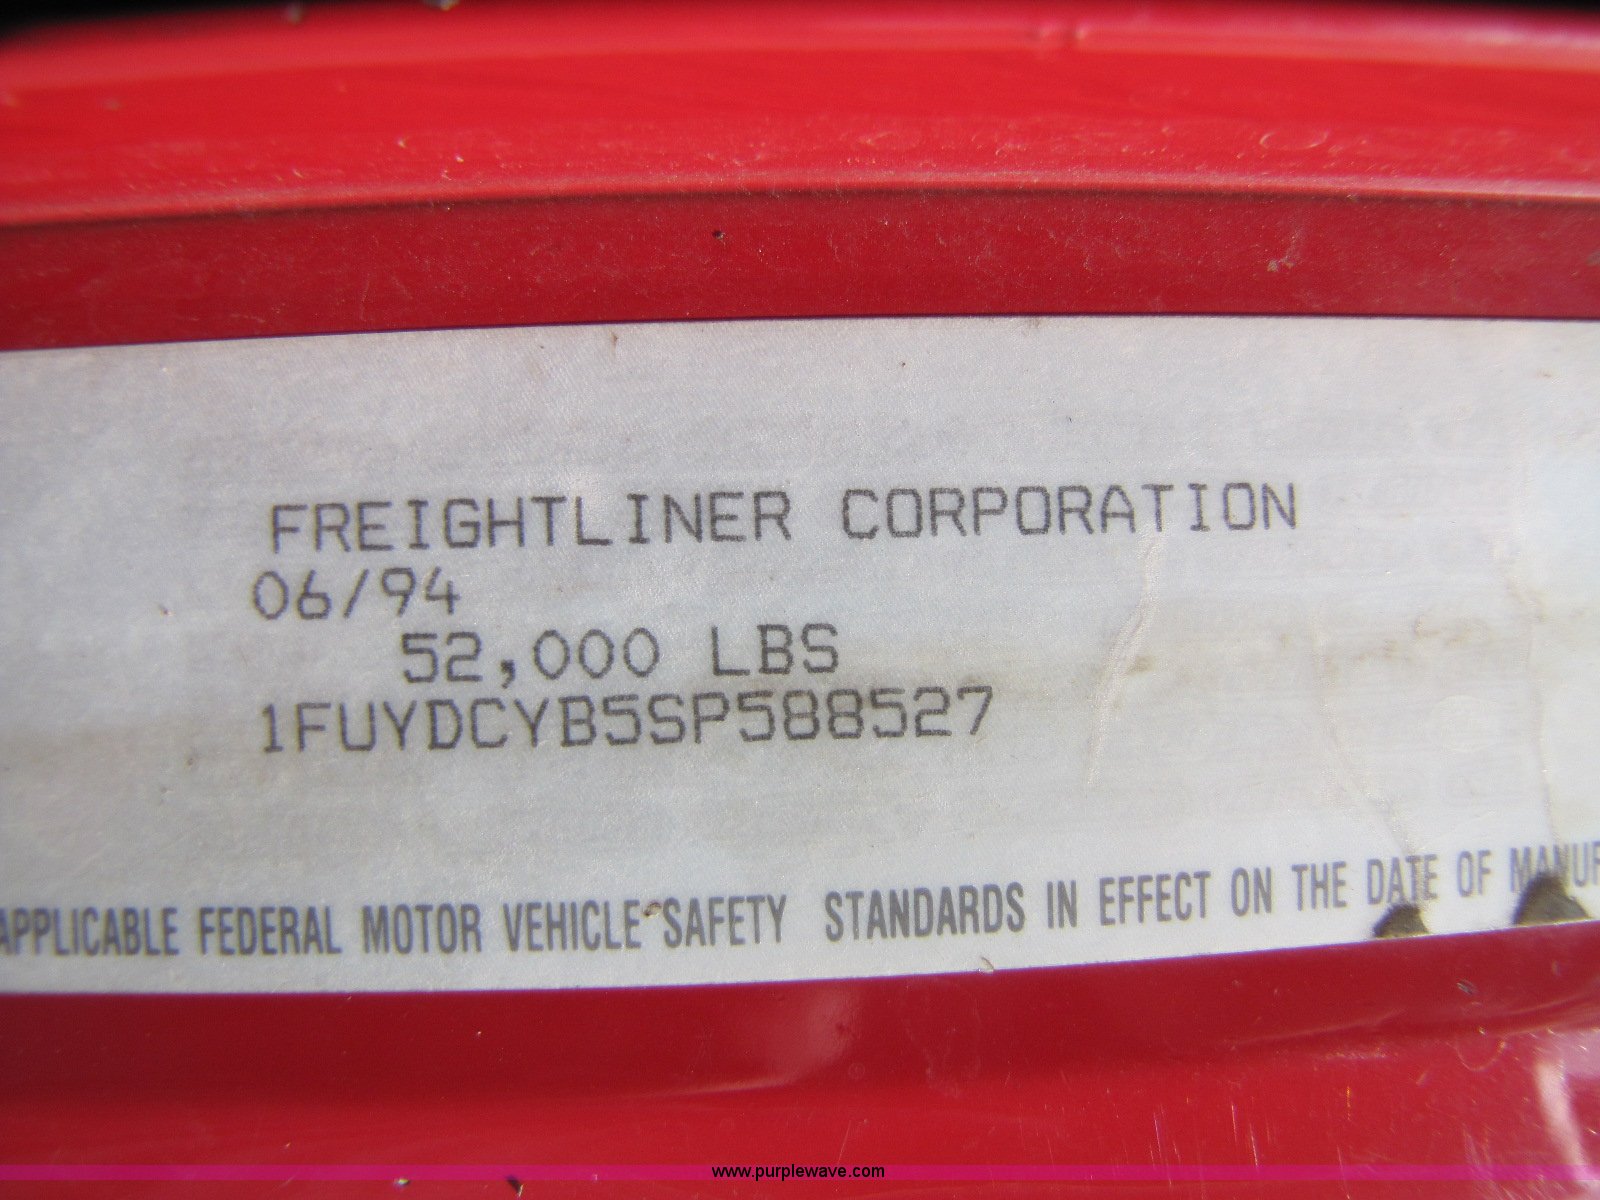 FREIGHTLINER CORPORATION
06/94
52,000 LBS
1FUYDCYB5SP588527
APPLICABLE FEDERAL MOTOR VEHICLE SAFETY STANDARDS IN EFFECT ON THE DATE OF MANUF
www.purplewave.com